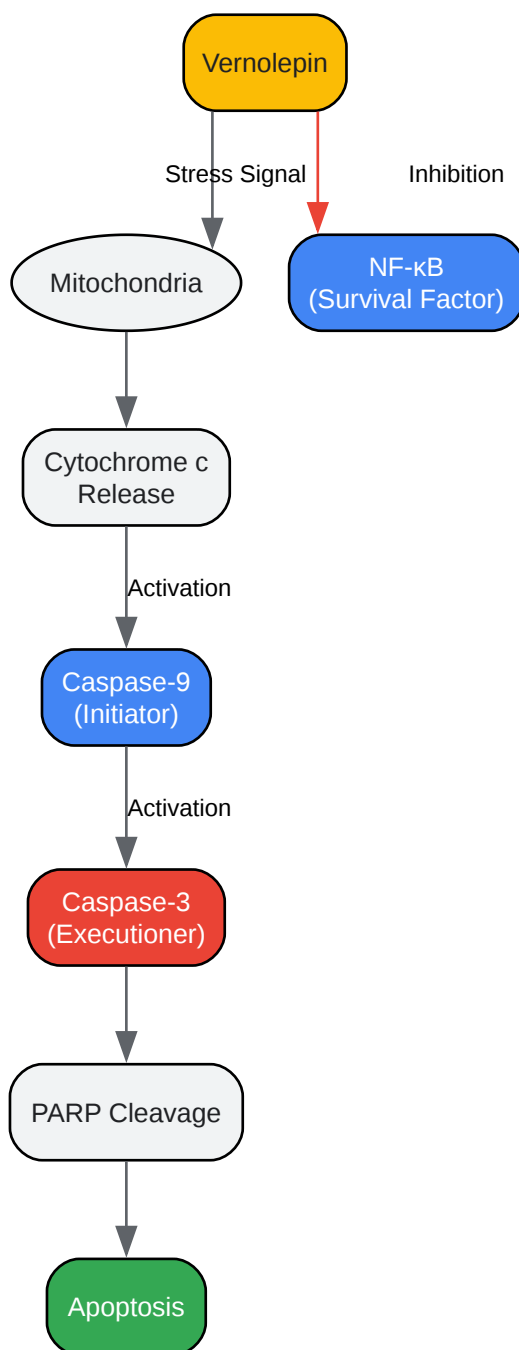 Vernolepin
Stress Signal
Inhibition
Mitochondria
NF-κB
(Survival Factor)
Cytochrome c
Release
Activation
Caspase-9
(Initiator)
Activation
Caspase-3
(Executioner)
PARP Cleavage
Apoptosis